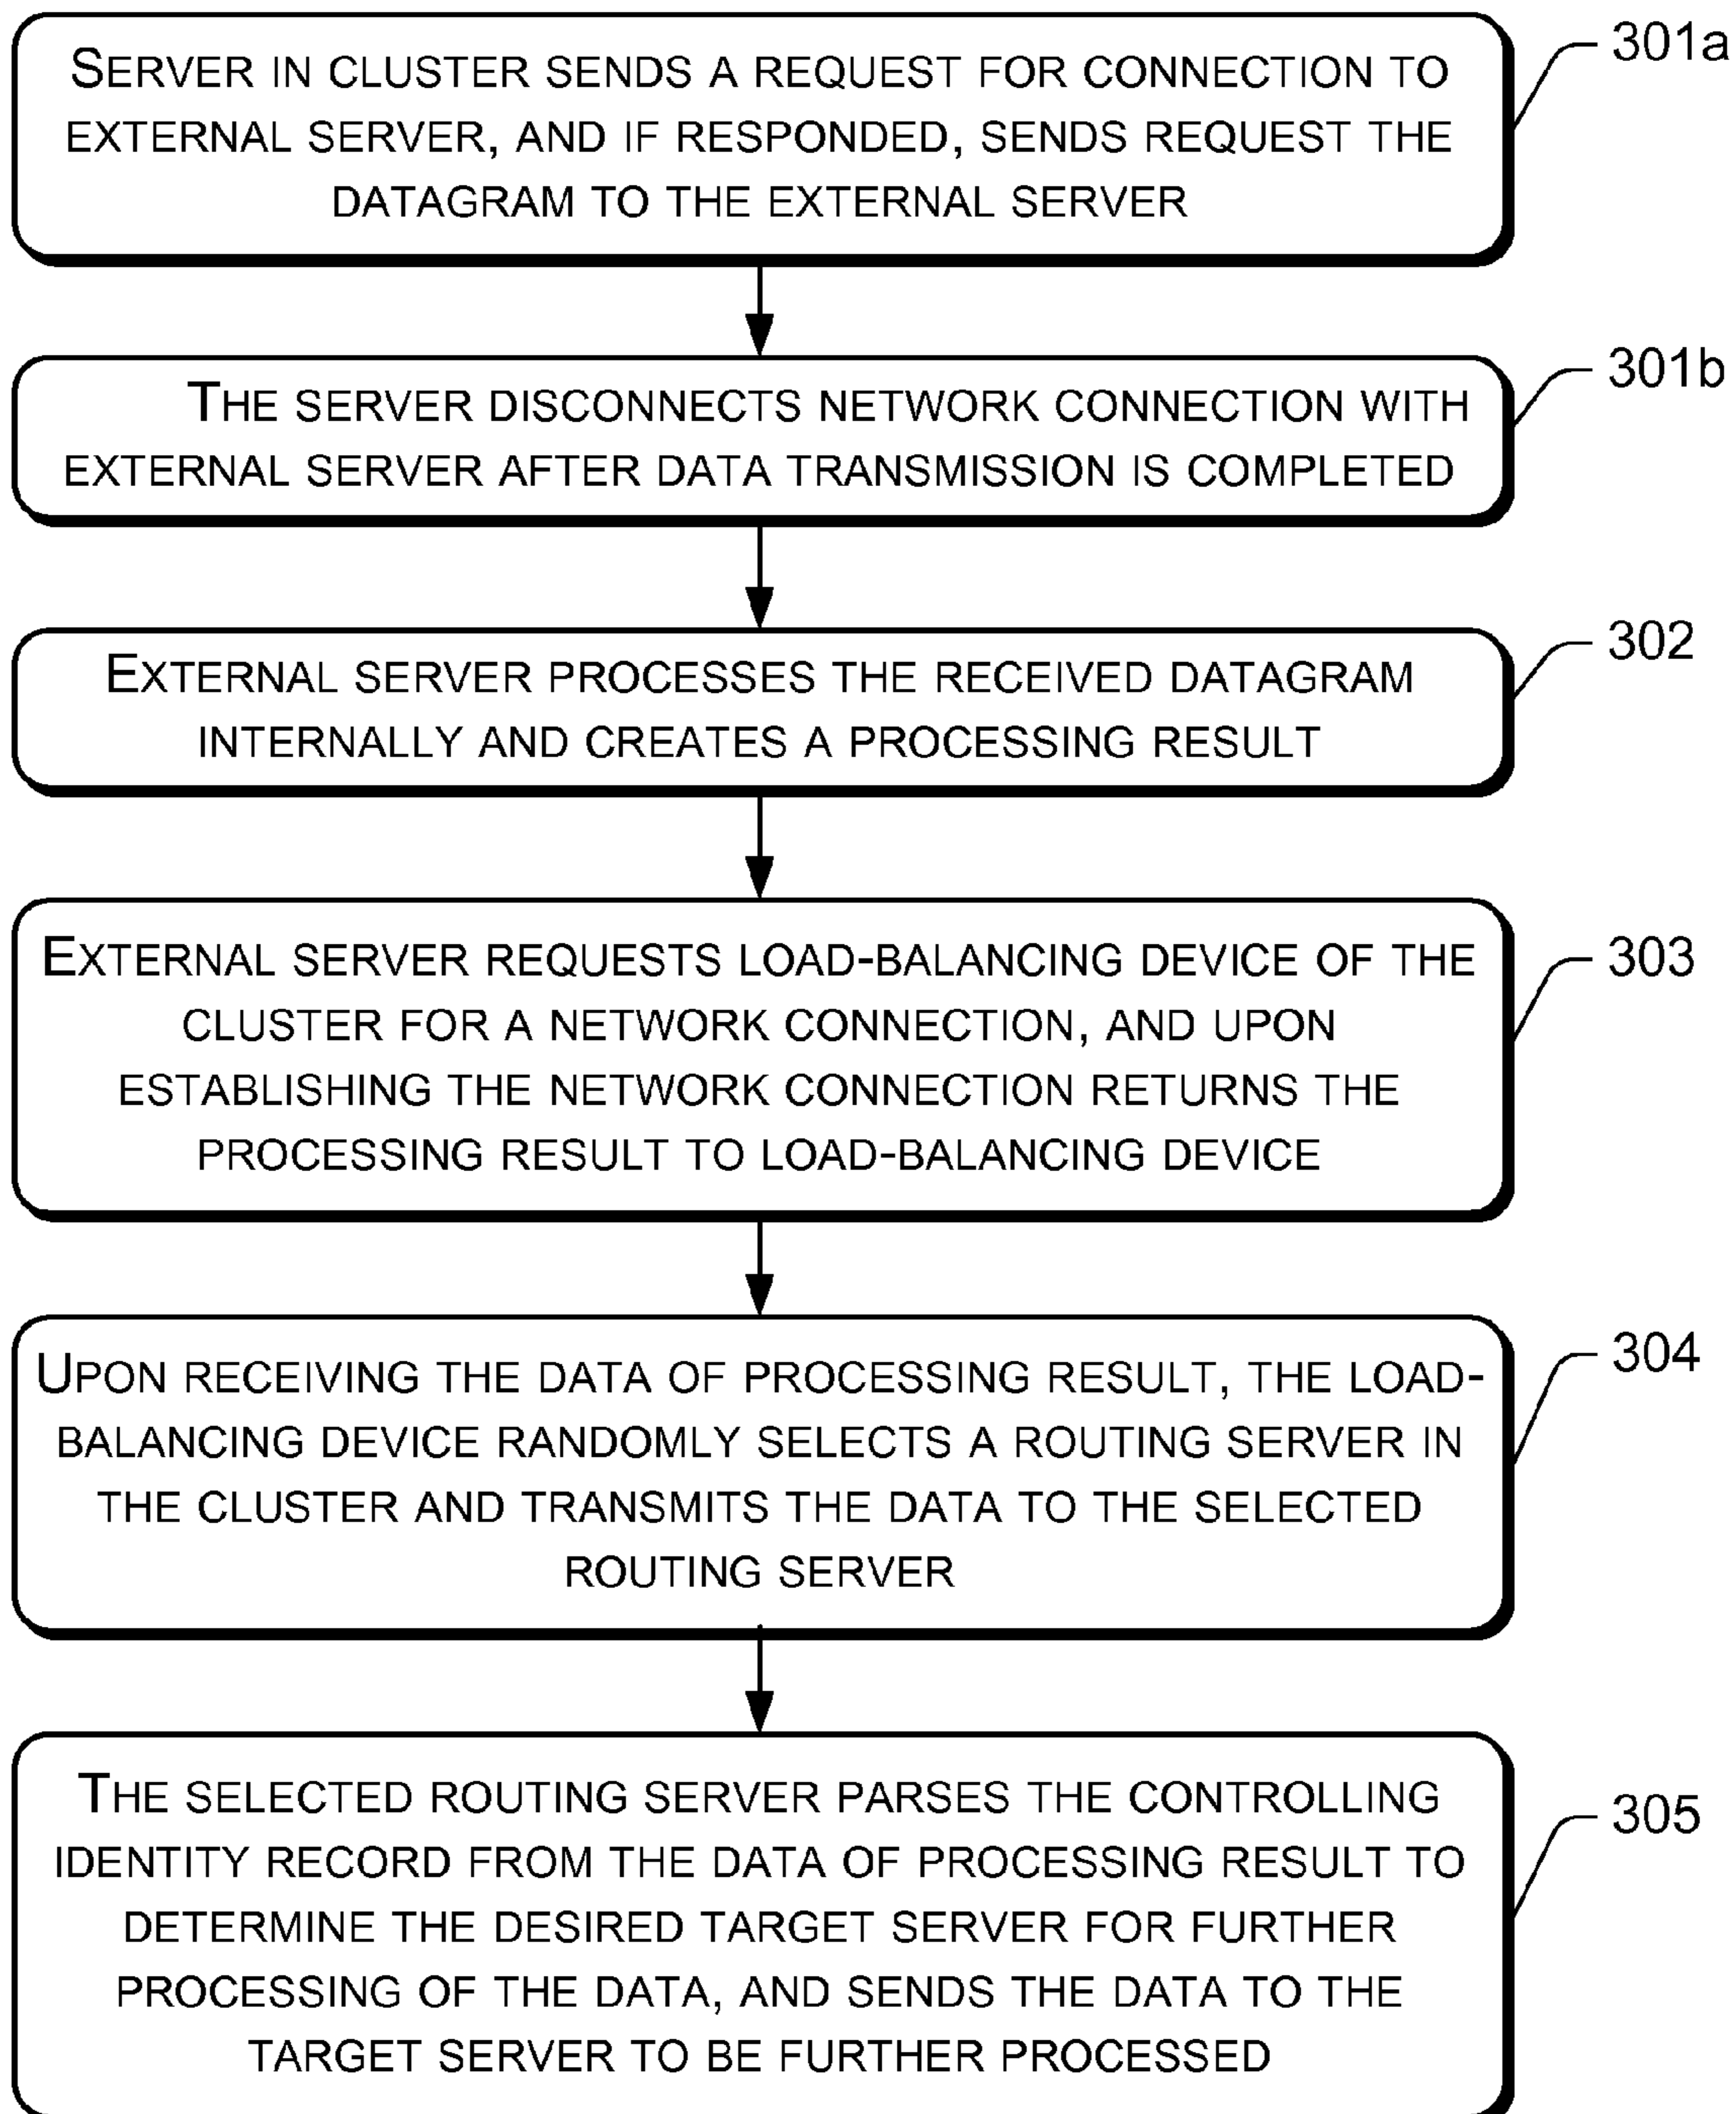 SERVER IN CLUSTER SENDS A REQUEST FOR CONNECTION TO
EXTERNAL SERVER, AND IF RESPONDED, SENDS REQUEST THE
DATAGRAM TO THE EXTERNAL SERVER
301a
THE SERVER DISCONNECTS NETWORK CONNECTION WITH
EXTERNAL SERVER AFTER DATA TRANSMISSION IS COMPLETED
301b
EXTERNAL SERVER PROCESSES THE RECEIVED DATAGRAM
INTERNALLY AND CREATES A PROCESSING RESULT
302
EXTERNAL SERVER REQUESTS LOAD-BALANCING DEVICE OF THE
CLUSTER FOR A NETWORK CONNECTION, AND UPON
ESTABLISHING THE NETWORK CONNECTION RETURNS THE
PROCESSING RESULT TO LOAD-BALANCING DEVICE
303
UPON RECEIVING THE DATA OF PROCESSING RESULT, THE LOAD-
BALANCING DEVICE RANDOMLY SELECTS A ROUTING SERVER IN
THE CLUSTER AND TRANSMITS THE DATA TO THE SELECTED
ROUTING SERVER
304
THE SELECTED ROUTING SERVER PARSES THE CONTROLLING
IDENTITY RECORD FROM THE DATA OF PROCESSING RESULT TO
DETERMINE THE DESIRED TARGET SERVER FOR FURTHER
PROCESSING OF THE DATA, AND SENDS THE DATA TO THE
TARGET SERVER TO BE FURTHER PROCESSED
305